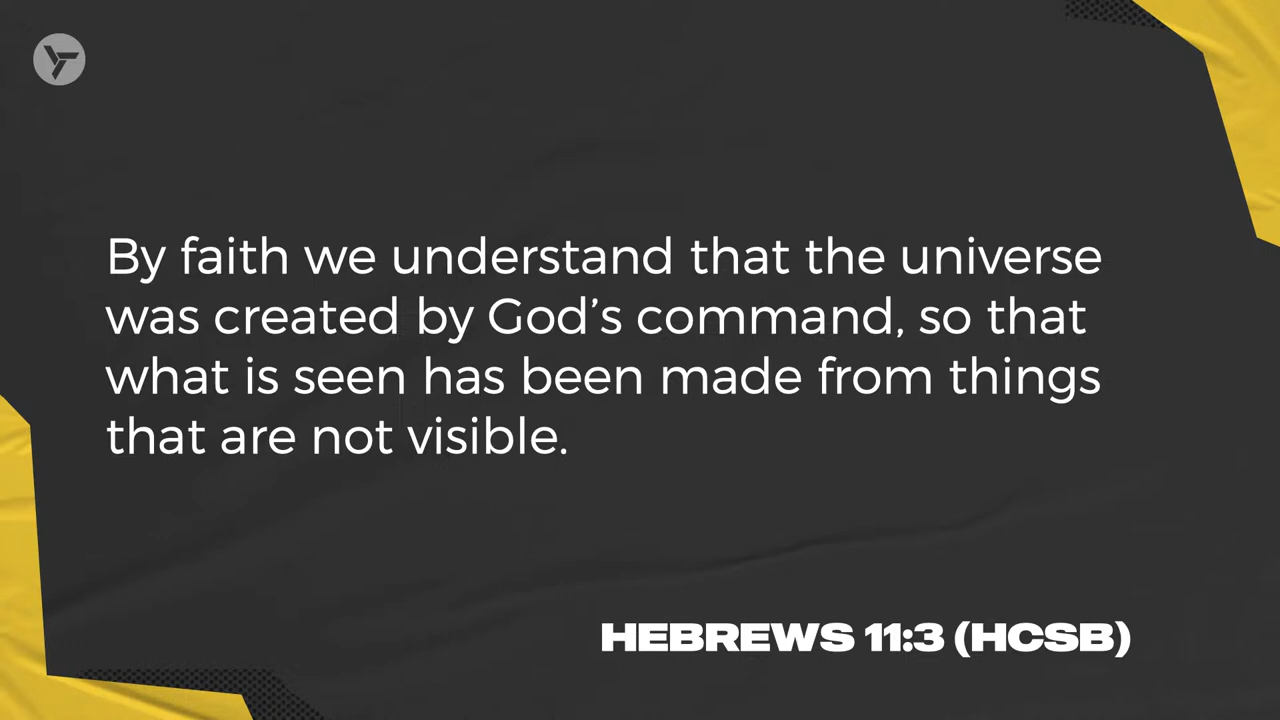 By faith we understand that the universe
was created by God’s command, so that
what is seen has been made from things
that are not visible.
HEBREWS 11:3 (HCSB)